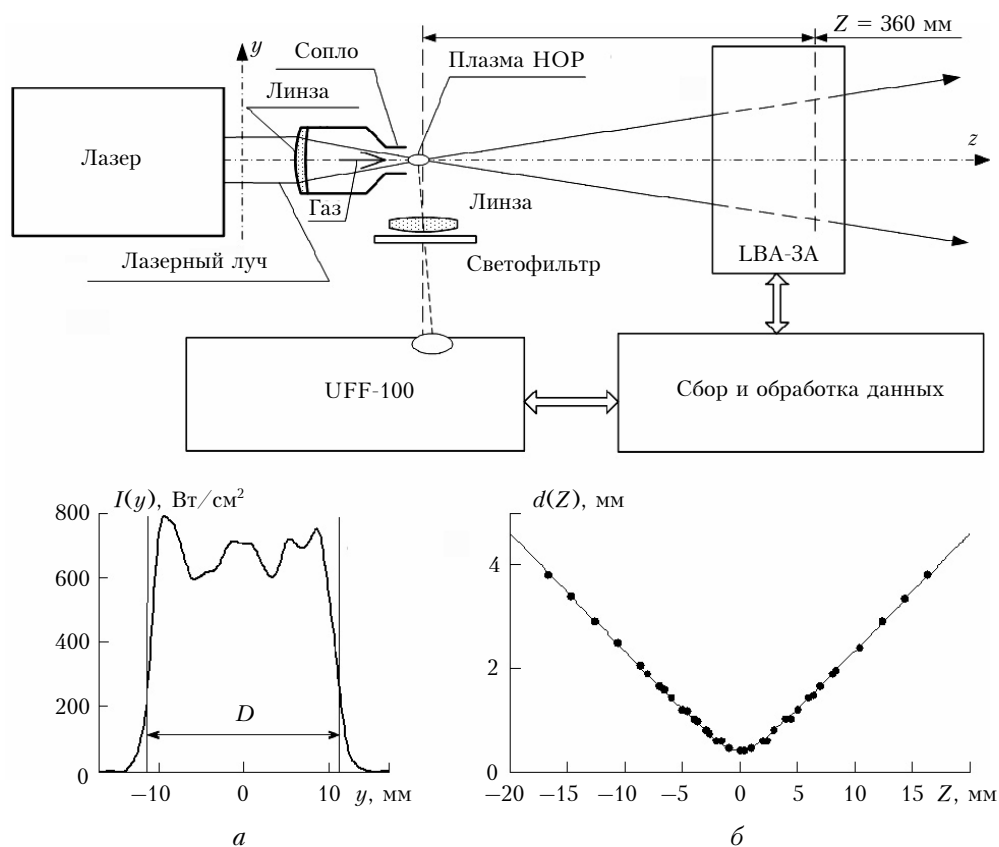 Z = 360 мм
y
Сопло
Плазма НОР
Линза
Лазер
z
Газ
Линза
Лазерный луч
Светофильтр
LBA-3A
UFF-100
Сбор и обработка данных
I(y), Вт/см²
d(Z), мм
800
600
400
200
0
D
−10 0 10 y, мм
4
2
0
−20 −10 −10 −5 0 5 10 15 Z, мм
а
б